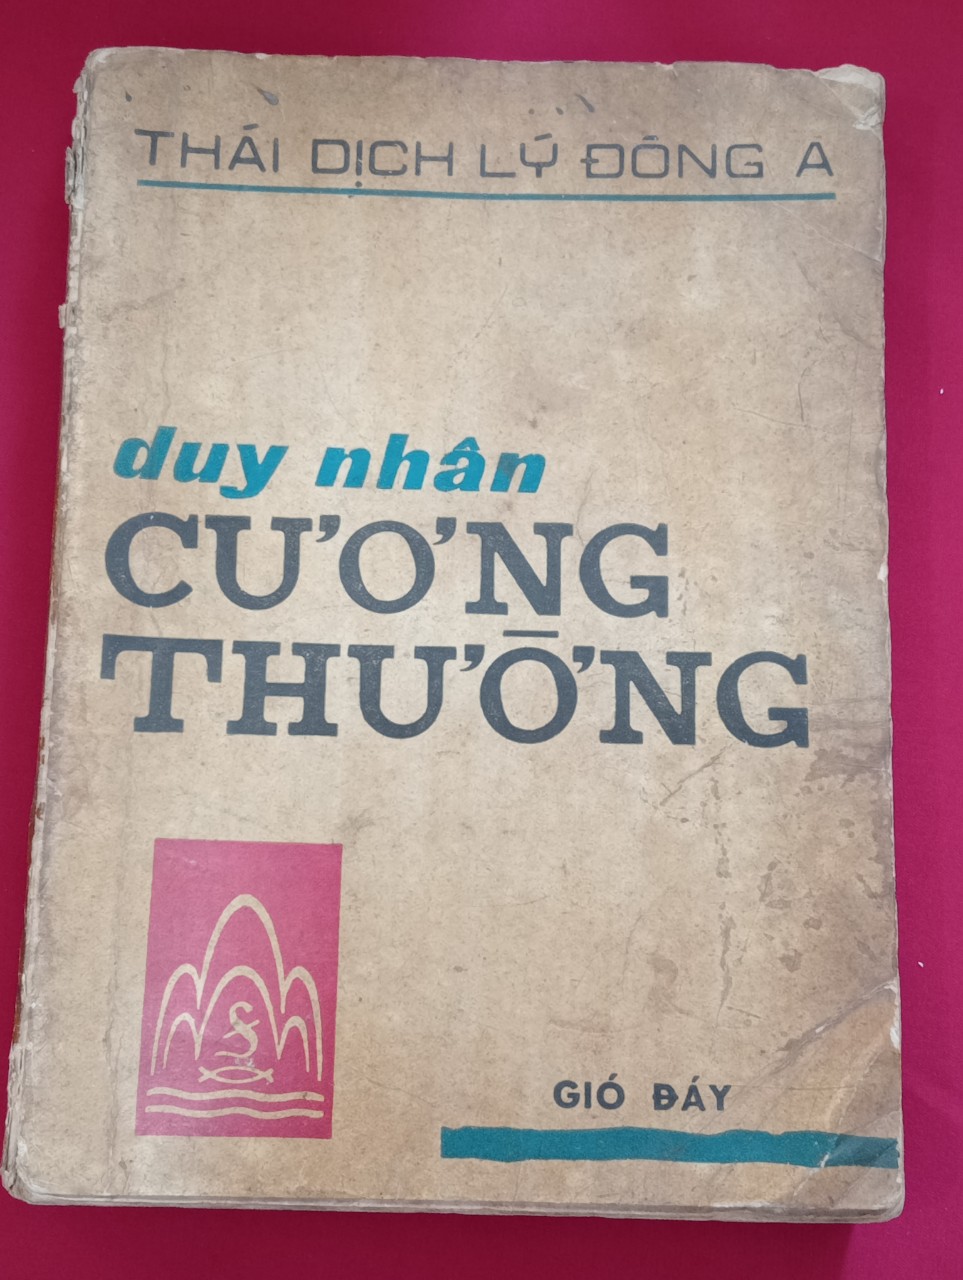 THÁI DỊCH LÝ ĐÔNG A
duy nhân
CƯƠNG
THƯỜNG
GIÓ ĐÁY